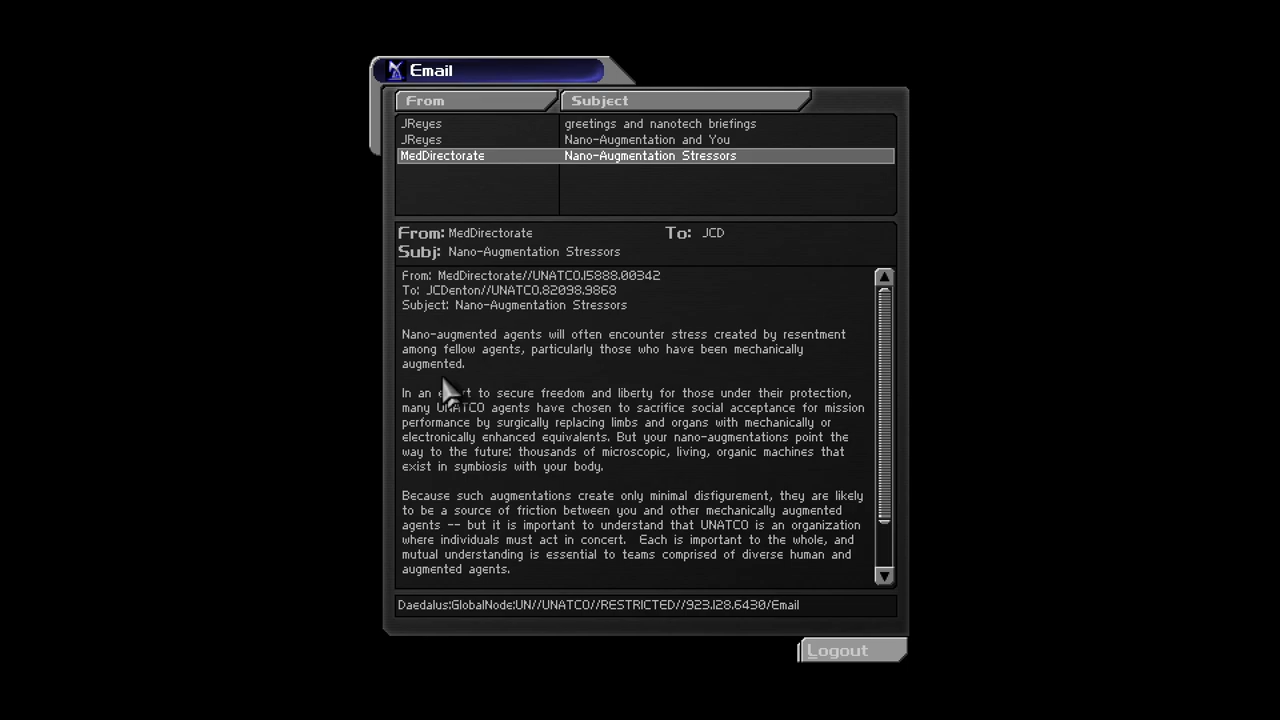 Email
From Subject
JReyes greetings and nanotech briefings
JReyes Nano-Augmentation and You
MedDirectorate Nano-Augmentation Stressors
From: MedDirectorate To: JCD
Subj: Nano-Augmentation Stressors
From: MedDirectorate//UNATCO.15888.00342
To: JCDenton//UNATCO.82098.9868
Subject: Nano-Augmentation Stressors
Nano-augmented agents will often encounter stress created by resentment
among fellow agents, particularly those who have been mechanically
augmented.
In an effort to secure freedom and liberty for those under their protection,
many UNATCO agents have chosen to sacrifice social acceptance for mission
performance by surgically replacing limbs and organs with mechanically or
electronically enhanced equivalents. But your nano-augmentations point the
way to the future: thousands of microscopic, living, organic machines that
exist in symbiosis with your body.
Because such augmentations create only minimal disfigurement, they are likely
to be a source of friction between you and other mechanically augmented
agents -- but it is important to understand that UNATCO is an organization
where individuals must act in concert. Each is important to the whole, and
mutual understanding is essential to teams comprised of diverse human and
augmented agents.
Daedalus:GlobalNode:UN//UNATCO//RESTRICTED//923.128.6430/Email
Logout